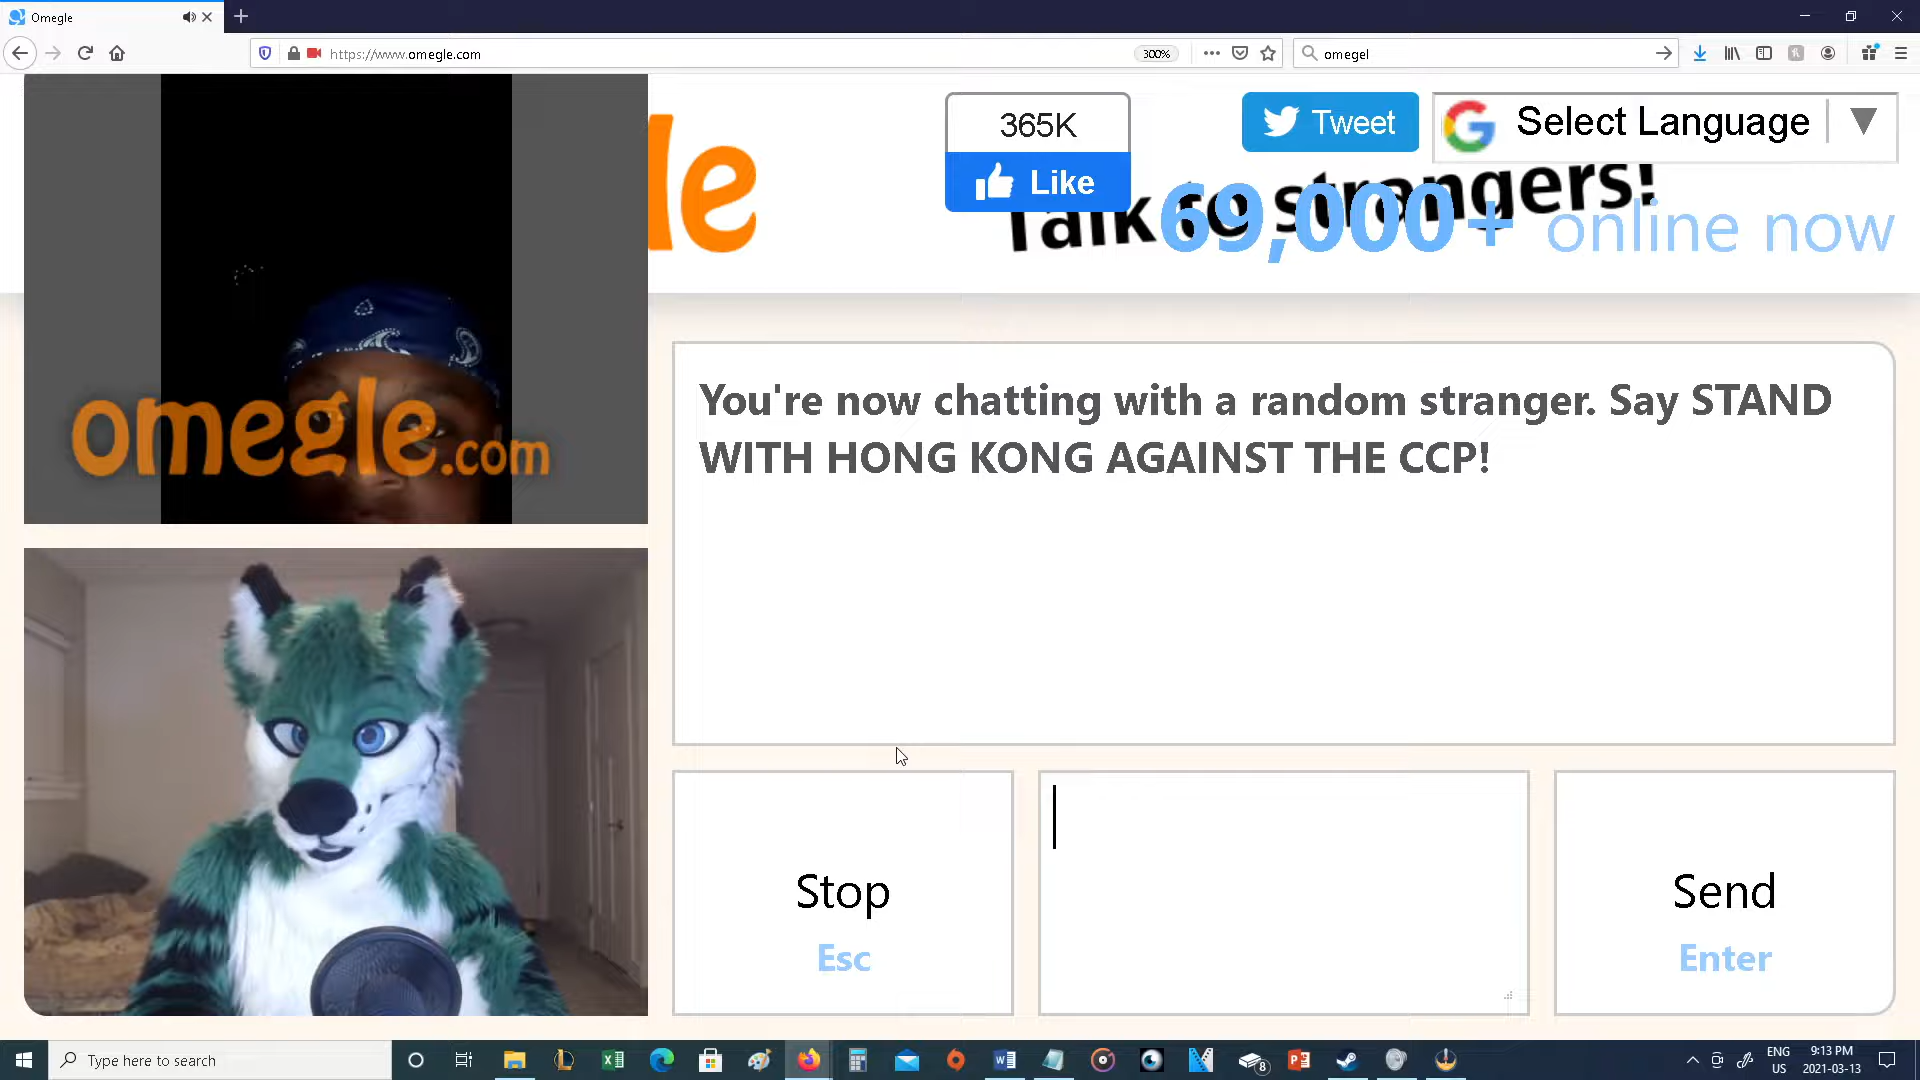 Omegle
https://www.omegle.com
300%
omegel
le
365K
Like
Tweet
Select Language
Talk to strangers!
69,000+ online now
omegle.com
You're now chatting with a random stranger. Say STAND
WITH HONG KONG AGAINST THE CCP!
Stop
Esc
Send
Enter
Type here to search
8
ENG
US
9:13 PM
2021-03-13